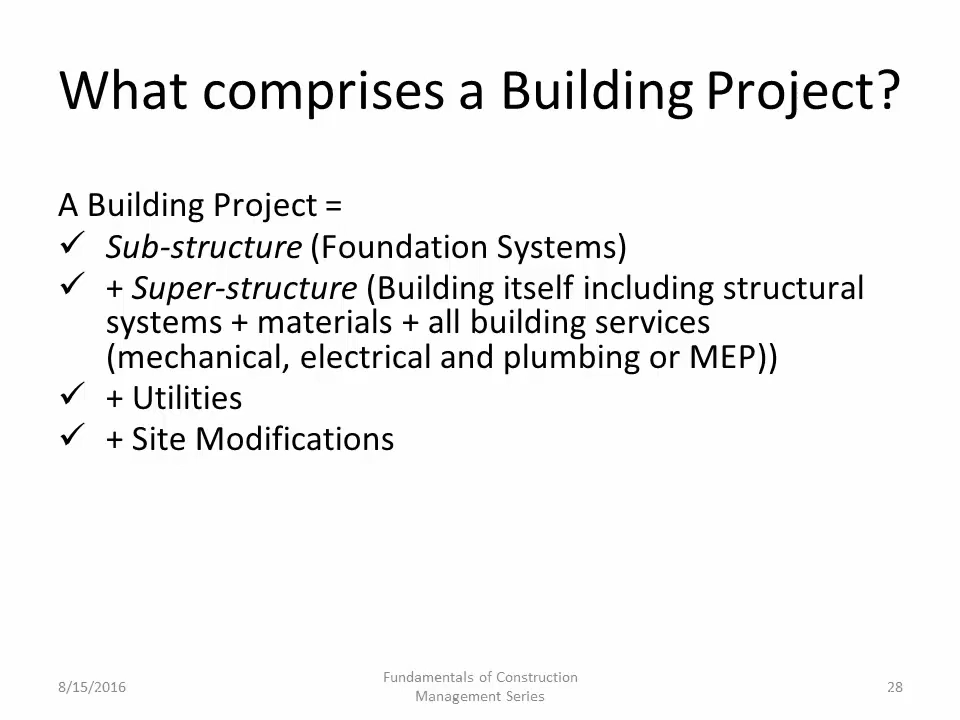 What comprises a Building Project?
A Building Project =
✓ Sub-structure (Foundation Systems)
✓ + Super-structure (Building itself including structural
systems + materials + all building services
(mechanical, electrical and plumbing or MEP))
✓ + Utilities
✓ + Site Modifications
8/15/2016
Fundamentals of Construction
Management Series
28